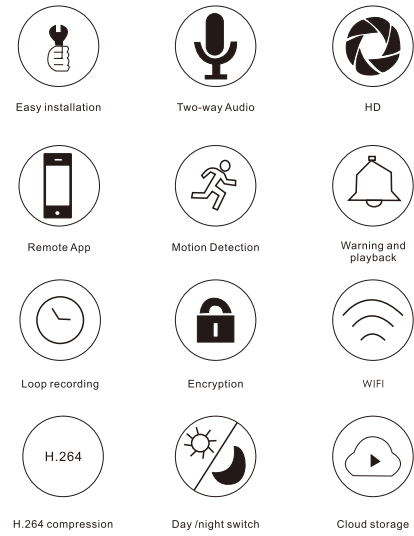 Easy installation
Two-way Audio
HD
Remote App
Motion Detection
Warning and
playback
Loop recording
Encryption
WIFI
H.264
H.264 compression
Day /night switch
Cloud storage